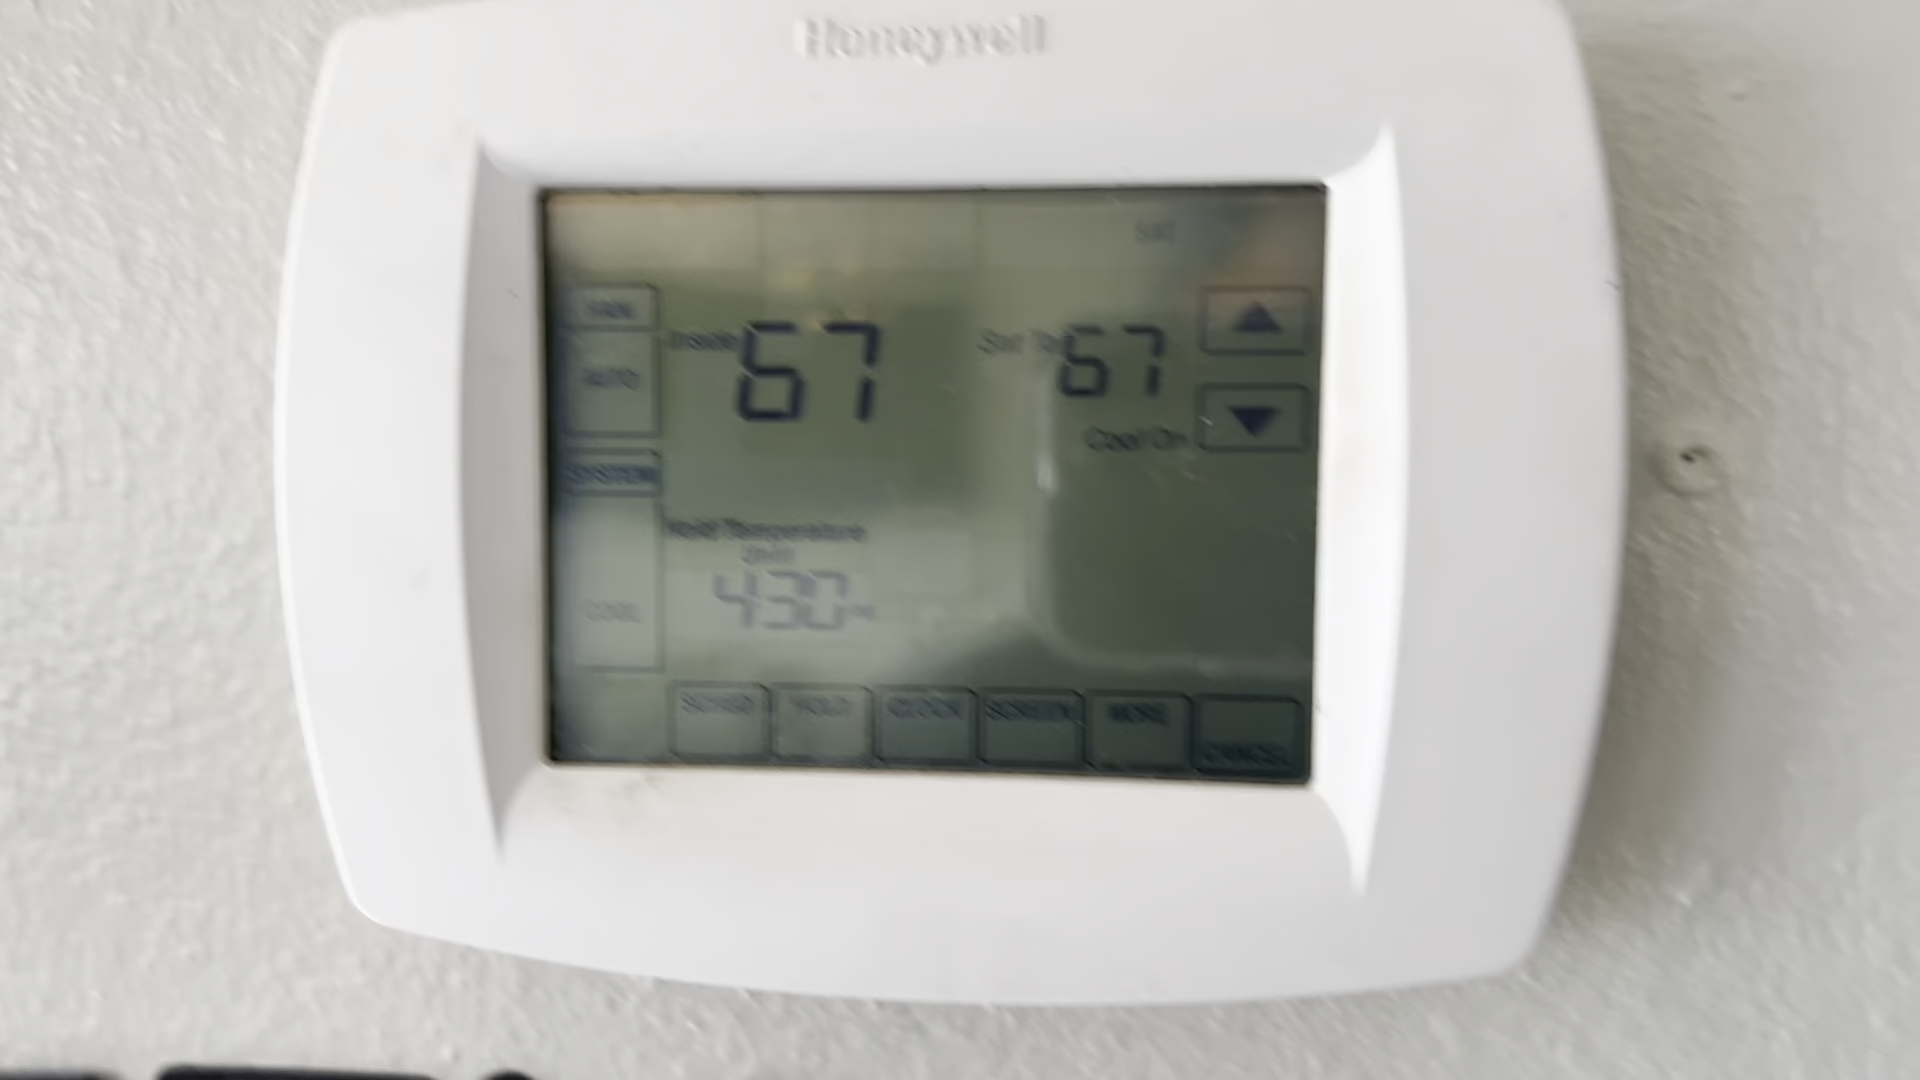 Honeywell
SAT
FAN
Inside 67 Set To 67
AUTO
Cool On
SYSTEM
Hold Temperature
Until
4:30
COOL
SCHED HOLD CLOCK SCREEN MORE
CANCEL